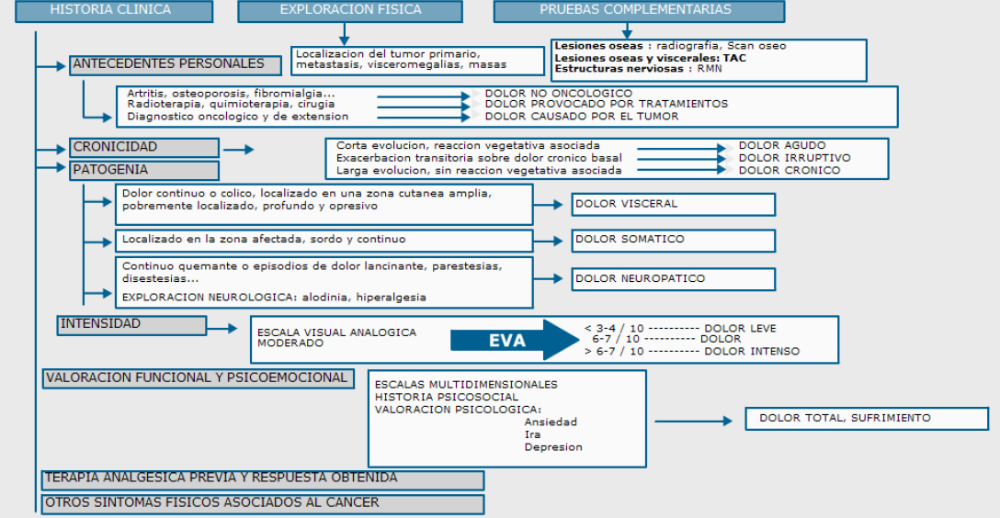 HISTORIA CLINICA
EXPLORACION FISICA
PRUEBAS COMPLEMENTARIAS
Localizacion del tumor primario,
metastasis, visceromegalias, masas
Lesiones oseas : radiografia, Scan oseo
Lesiones oseas y viscerales: TAC
Estructuras nerviosas : RMN
ANTECEDENTES PERSONALES
Artritis, osteoporosis, fibromialgia... DOLOR NO ONCOLOGICO
Radioterapia, quimioterapia, cirugia DOLOR PROVOCADO POR TRATAMIENTOS
Diagnostico oncologico y de extension DOLOR CAUSADO POR EL TUMOR
CRONICIDAD
Corta evolucion, reaccion vegetativa asociada DOLOR AGUDO
Exacerbacion transitoria sobre dolor cronico basal DOLOR IRRUPTIVO
Larga evolucion, sin reaccion vegetativa asociada DOLOR CRONICO
PATOGENIA
Dolor continuo o colico, localizado en una zona cutanea amplia,
pobremente localizado, profundo y opresivo
DOLOR VISCERAL
Localizado en la zona afectada, sordo y continuo
DOLOR SOMATICO
Continuo quemante o episodios de dolor lancinante, parestesias,
disestesias...
EXPLORACION NEUROLOGICA: alodinia, hiperalgesia
DOLOR NEUROPATICO
INTENSIDAD
ESCALA VISUAL ANALOGICA
MODERADO
EVA
< 3-4 / 10 ---------- DOLOR LEVE
6-7 / 10 ---------- DOLOR
> 6-7 / 10 ---------- DOLOR INTENSO
VALORACION FUNCIONAL Y PSICOEMOCIONAL
ESCALAS MULTIDIMENSIONALES
HISTORIA PSICOSOCIAL
VALORACION PSICOLOGICA:
Ansiedad
Ira
Depresion
DOLOR TOTAL, SUFRIMIENTO
TERAPIA ANALGESICA PREVIA Y RESPUESTA OBTENIDA
OTROS SINTOMAS FISICOS ASOCIADOS AL CANCER